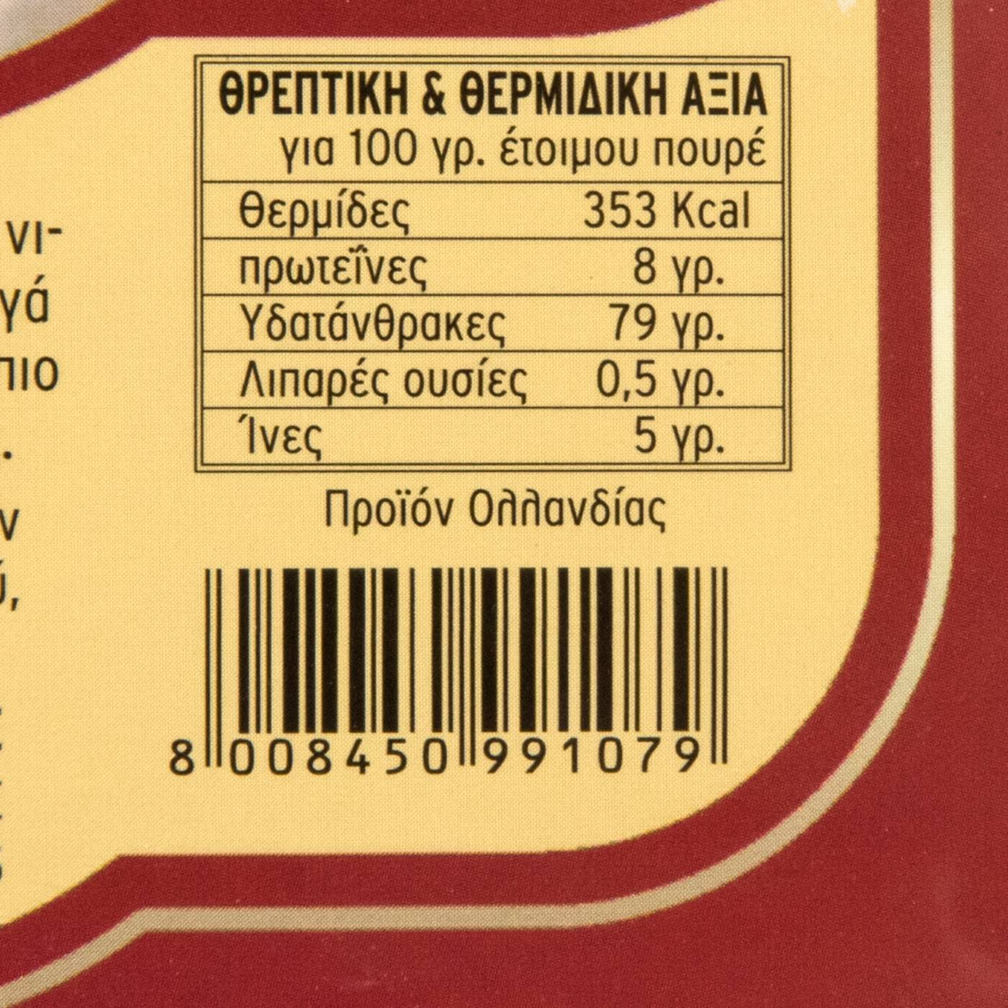 ΘΡΕΠΤΙΚΗ & ΘΕΡΜΙΔΙΚΗ ΑΞΙΑ
για 100 γρ. έτοιμου πουρέ
Θερμίδες 353 Kcal
πρωτεΐνες 8 γρ.
Υδατάνθρακες 79 γρ.
Λιπαρές ουσίες 0,5 γρ.
Ίνες 5 γρ.
Προϊόν Ολλανδίας
8 008450 991079